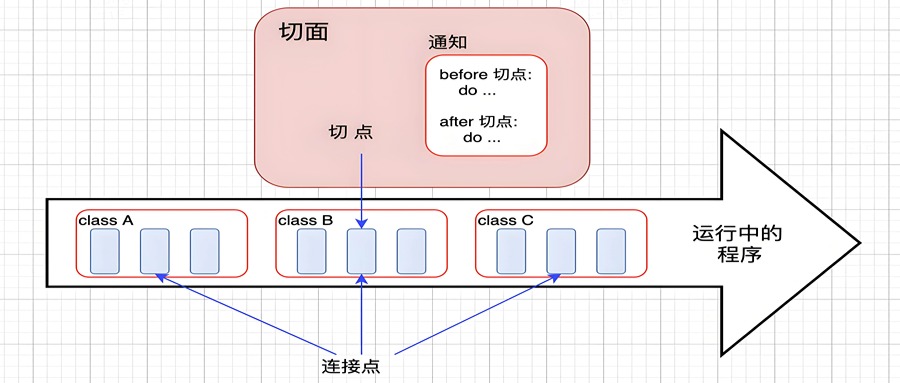 切面
通知
before 切点:
do ...
after 切点:
do ...
切 点
class A
class B
class C
运行中的
程序
连接点